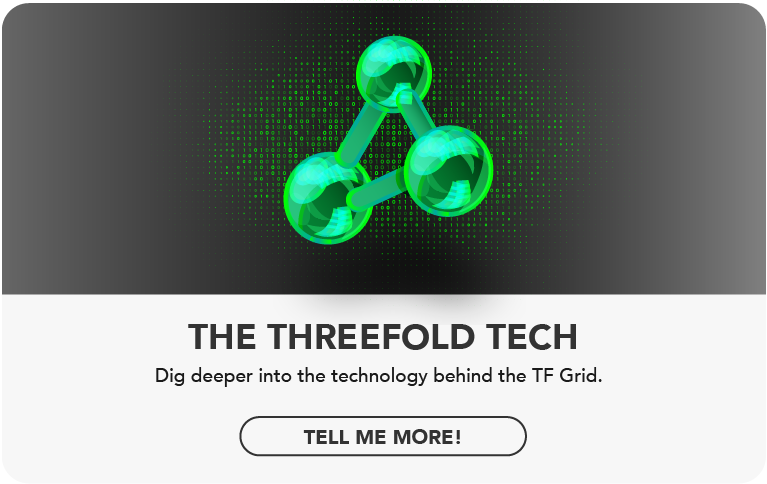 THE THREEFOLD TECH
Dig deeper into the technology behind the TF Grid.
TELL ME MORE!